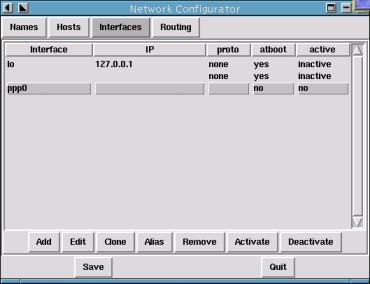 Network Configurator
Names Hosts Interfaces Routing
Interface IP proto atboot active
lo 127.0.0.1 none yes inactive
none yes inactive
ppp0 no no
Add Edit Clone Alias Remove Activate Deactivate
Save Quit